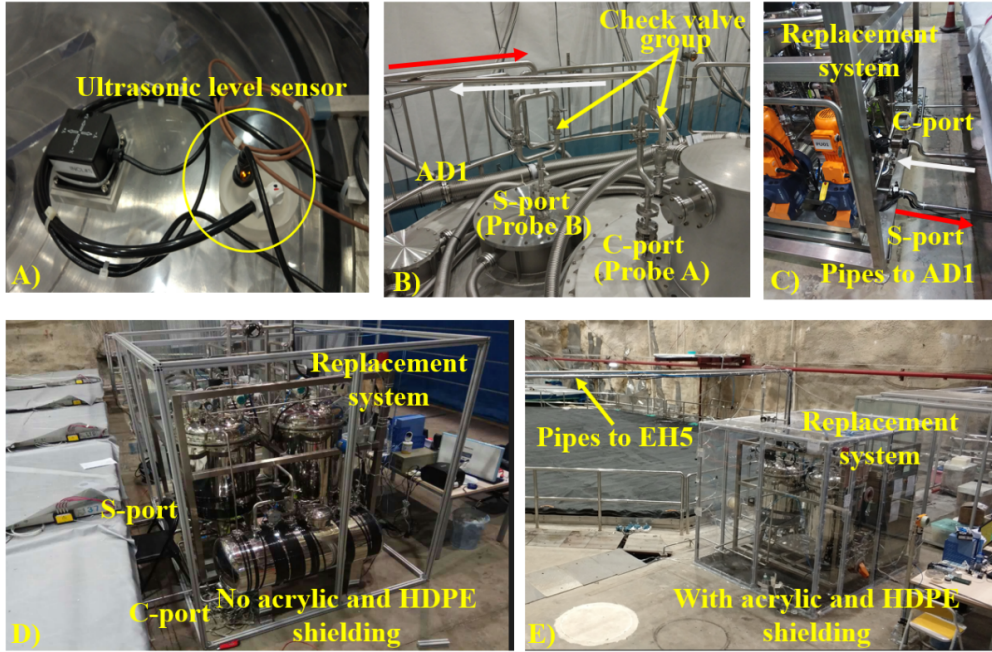 Ultrasonic level sensor
A)
Check valve
group
AD1
S-port
(Probe B)
C-port
(Probe A)
B)
Replacement
system
C-port
S-port
Pipes to AD1
C)
Replacement
system
S-port
C-port
No acrylic and HDPE
shielding
D)
Pipes to EH5
Replacement
system
With acrylic and HDPE
shielding
E)